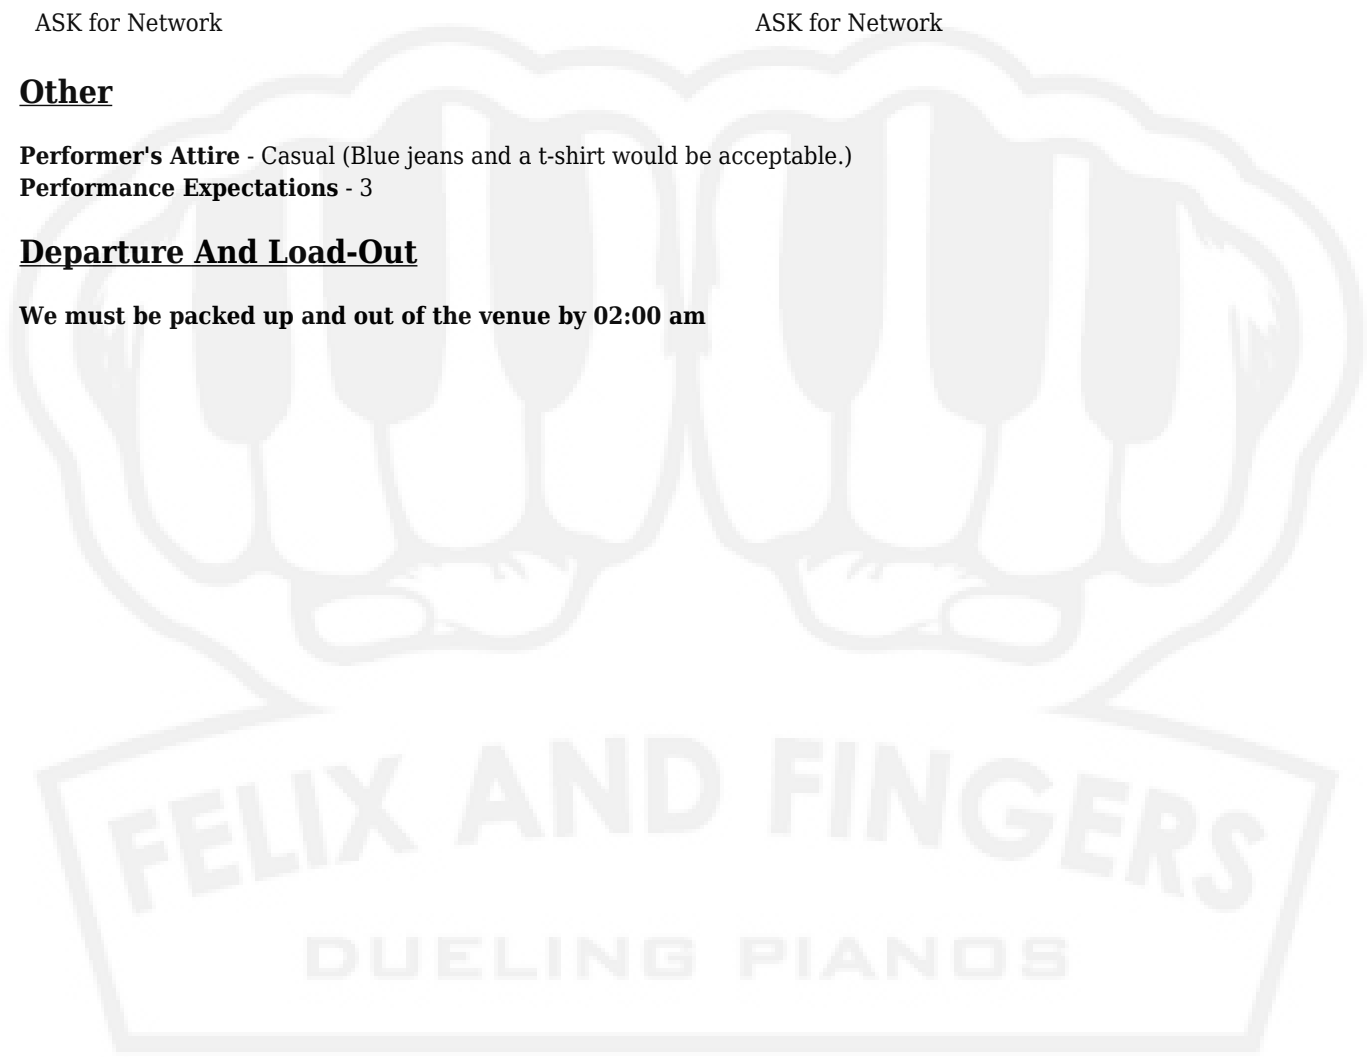 ASK for Network ASK for Network
Other
Performer's Attire - Casual (Blue jeans and a t-shirt would be acceptable.)
Performance Expectations - 3
Departure And Load-Out
We must be packed up and out of the venue by 02:00 am
FELIX AND FINGERS
DUELING PIANOS